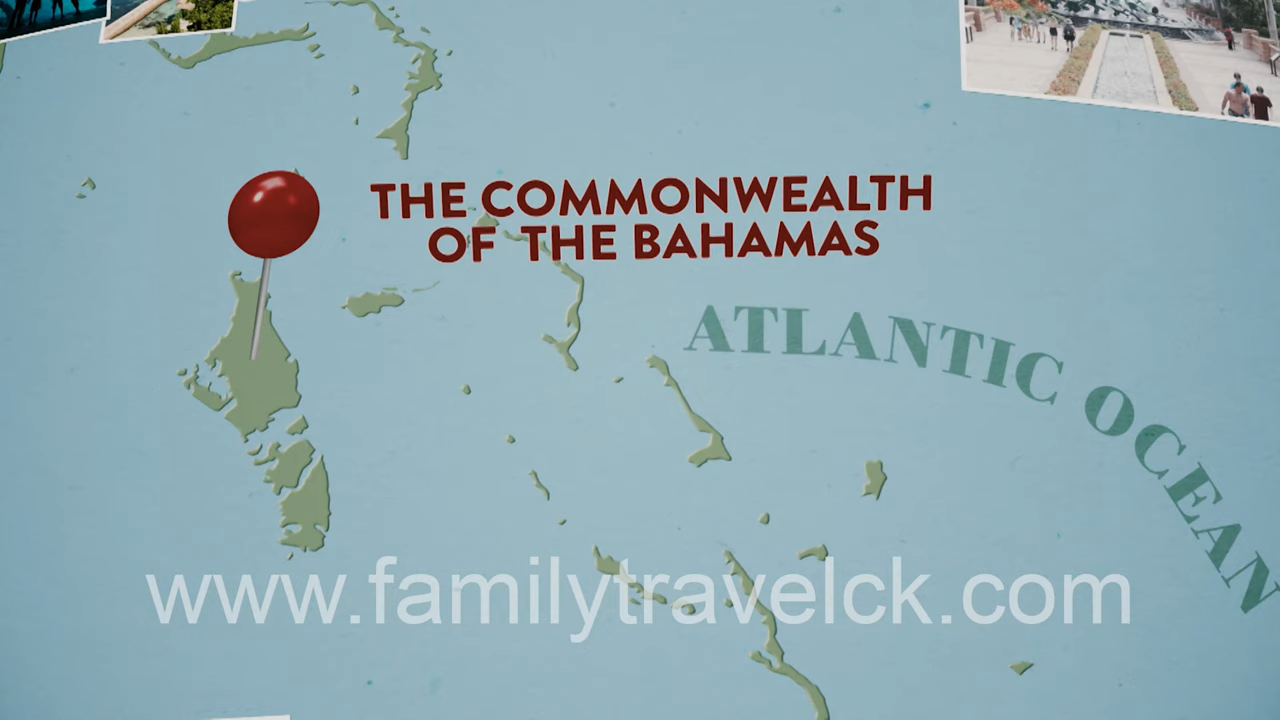 THE COMMONWEALTH
OF THE BAHAMAS
ATLANTIC OCEAN
www.familytravelck.com